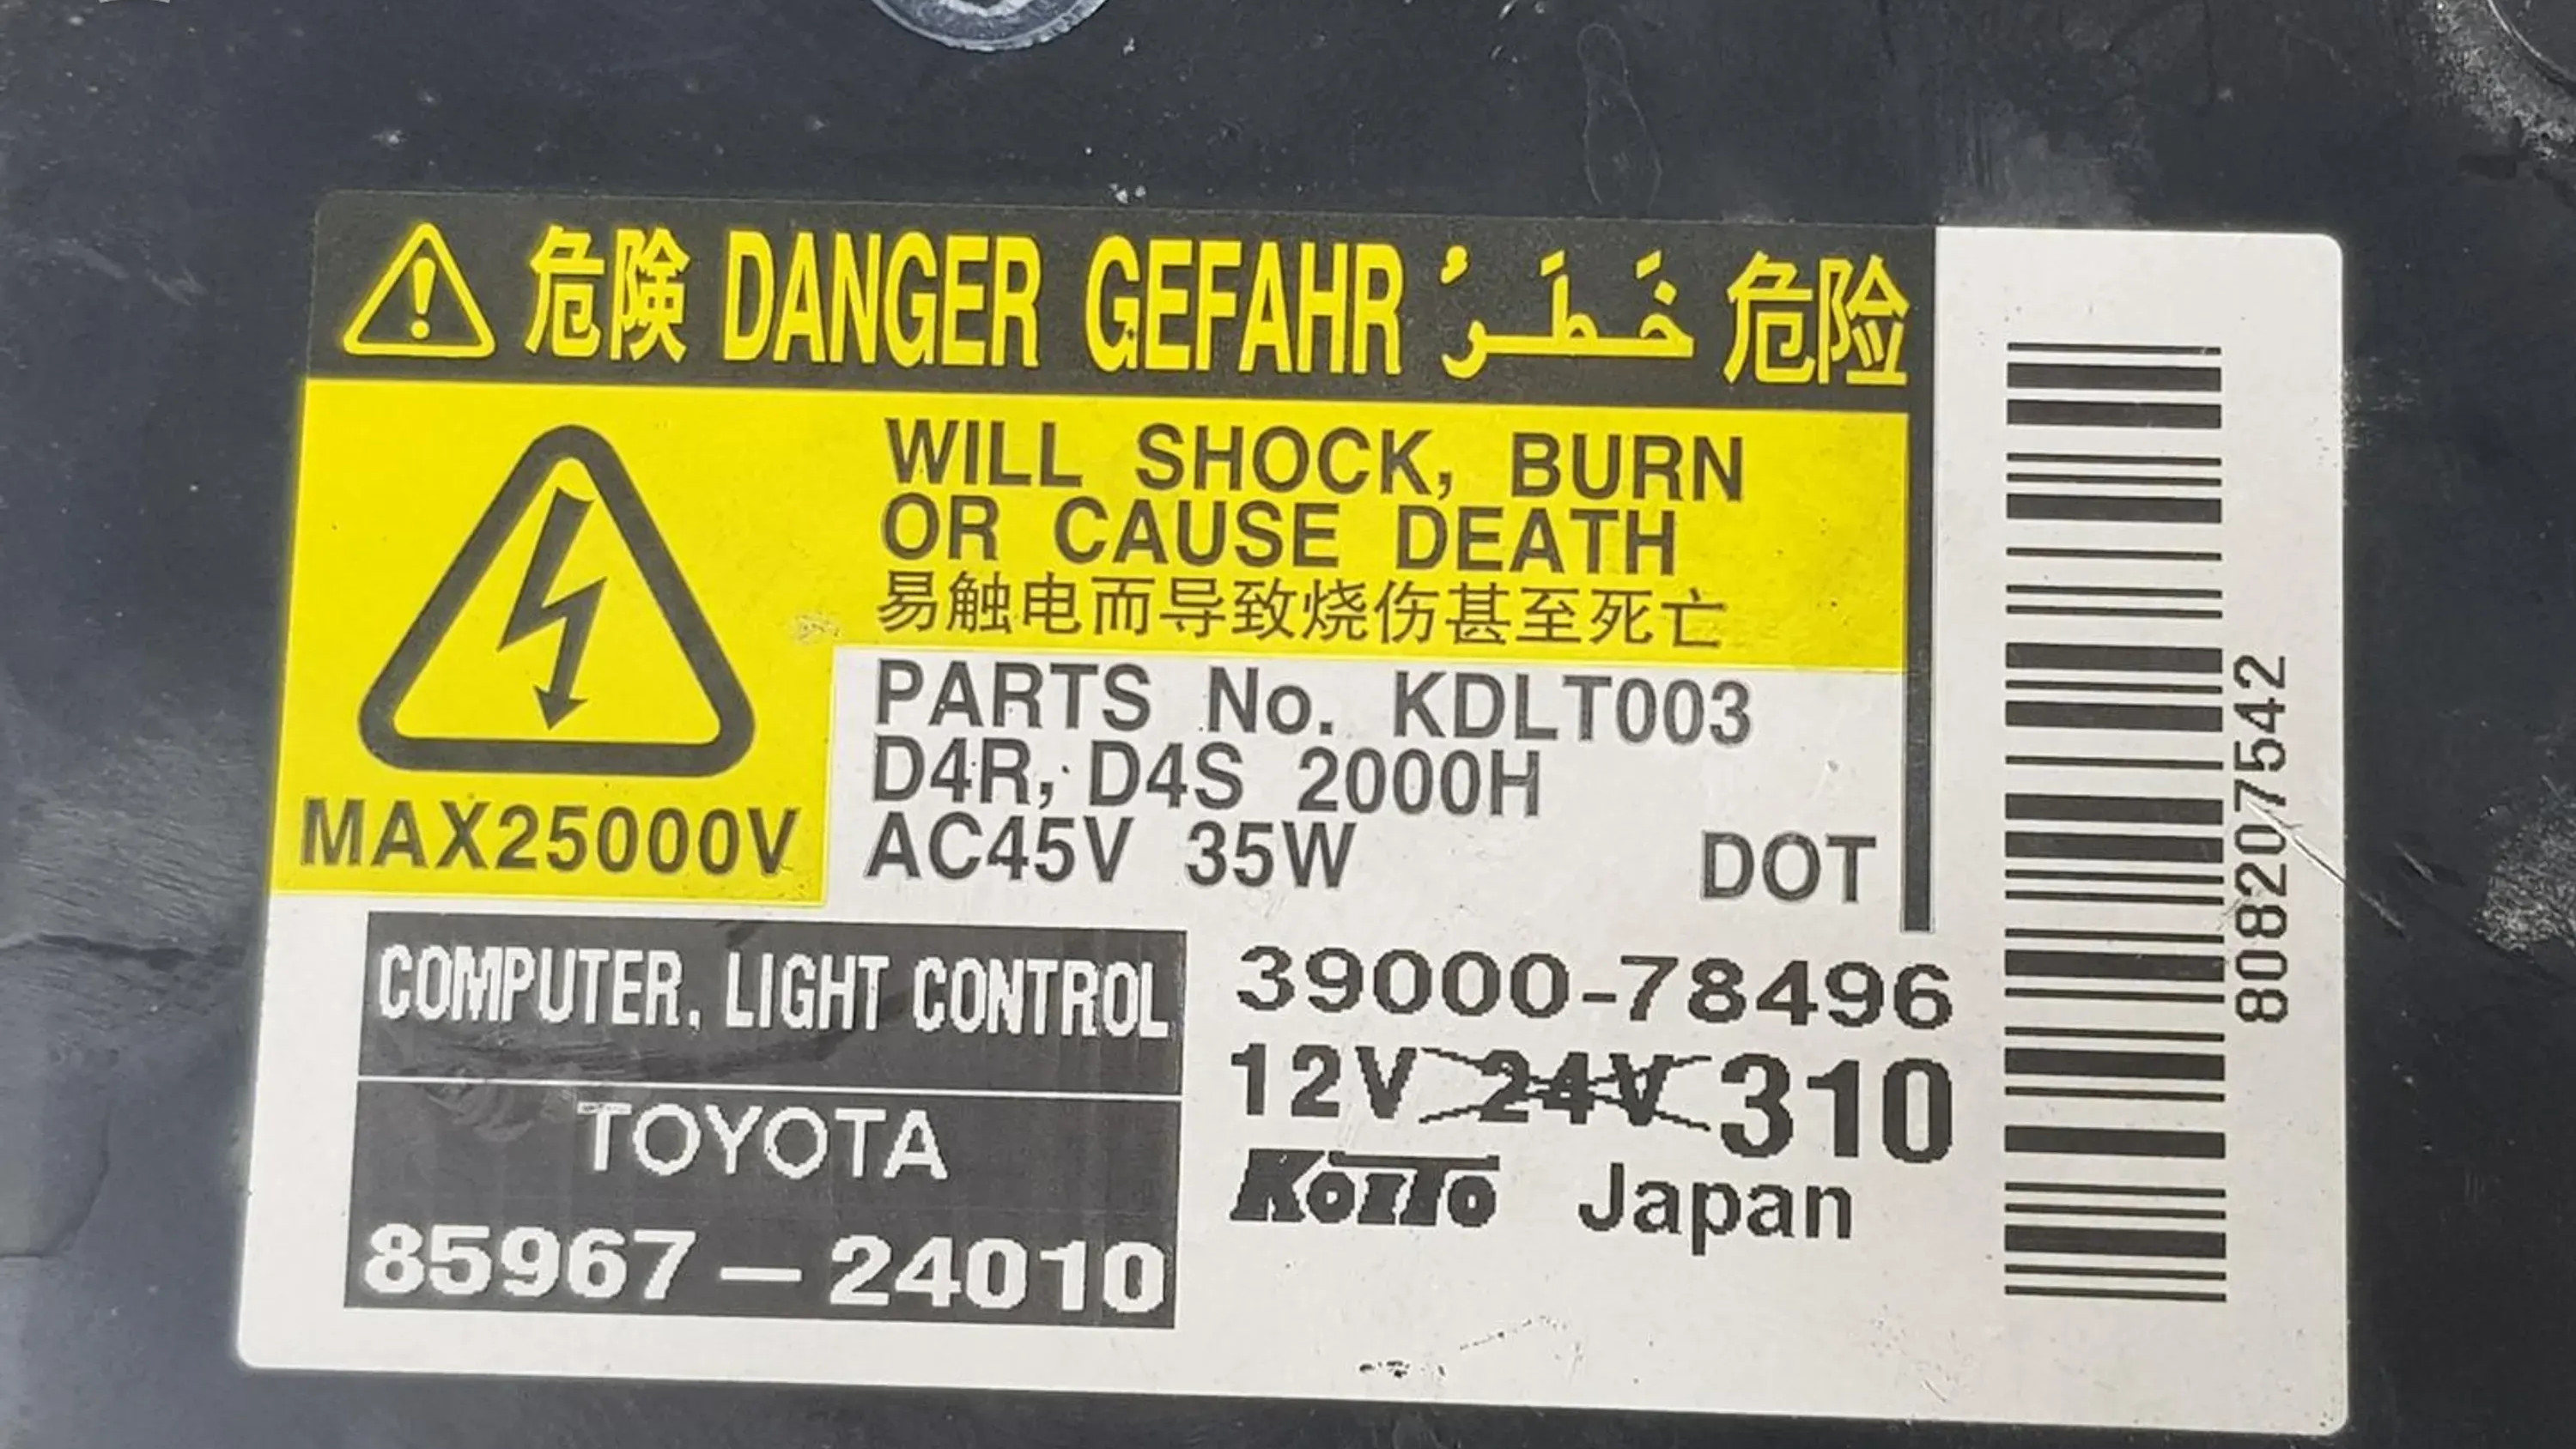 危険 DANGER GEFAHR خَطَرُ 危险
WILL SHOCK, BURN
OR CAUSE DEATH
易触电而导致烧伤甚至死亡
MAX25000V
PARTS No. KDLT003
D4R, D4S 2000H
AC45V 35W DOT
COMPUTER, LIGHT CONTROL
TOYOTA
85967-24010
39000-78496
12V 24V 310
KOITO Japan
8082077542